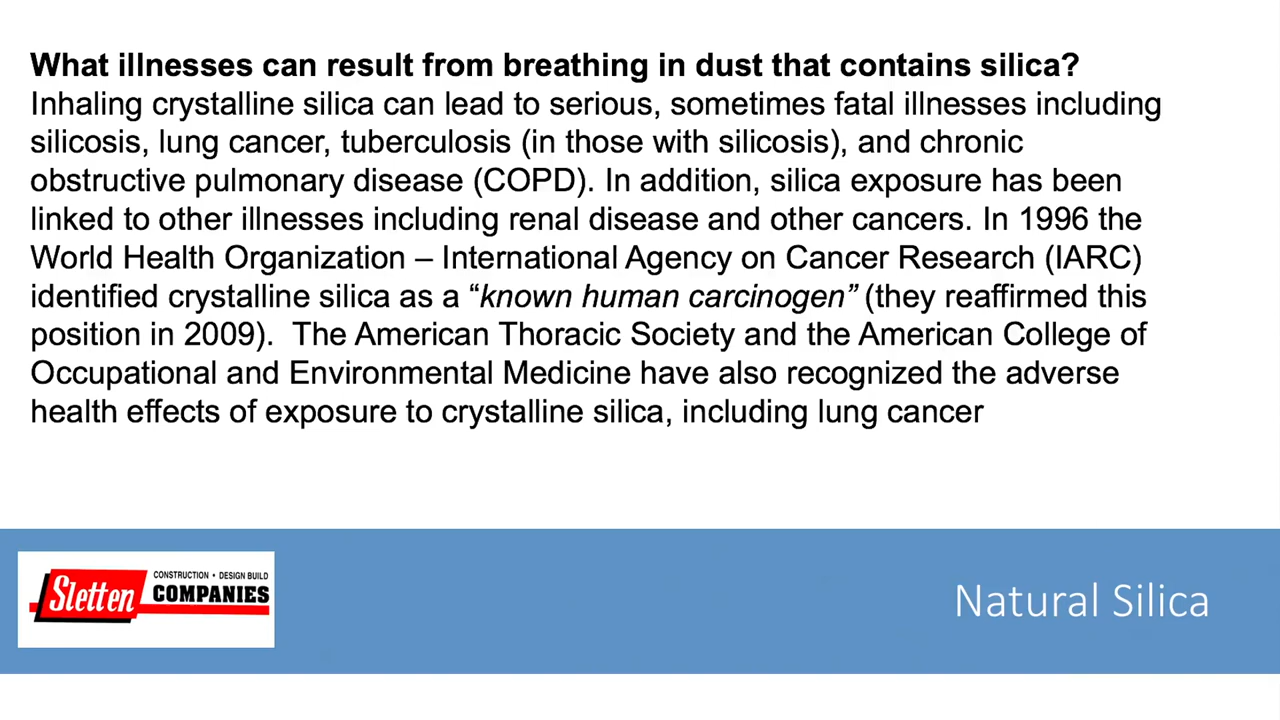 What illnesses can result from breathing in dust that contains silica?
Inhaling crystalline silica can lead to serious, sometimes fatal illnesses including
silicosis, lung cancer, tuberculosis (in those with silicosis), and chronic
obstructive pulmonary disease (COPD). In addition, silica exposure has been
linked to other illnesses including renal disease and other cancers. In 1996 the
World Health Organization – International Agency on Cancer Research (IARC)
identified crystalline silica as a “known human carcinogen” (they reaffirmed this
position in 2009).  The American Thoracic Society and the American College of
Occupational and Environmental Medicine have also recognized the adverse
health effects of exposure to crystalline silica, including lung cancer
Sletten
CONSTRUCTION • DESIGN BUILD
COMPANIES
Natural Silica